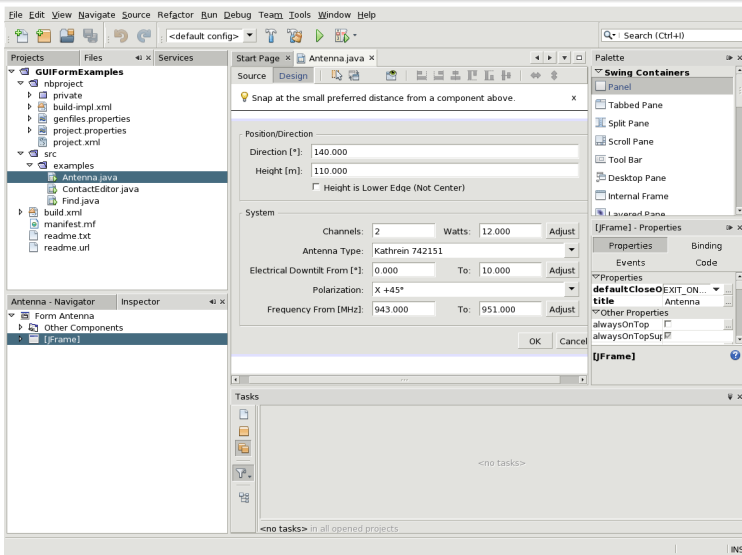 File Edit View Navigate Source Refactor Run Debug Team Tools Window Help
<default config>
Search (Ctrl+I)
Projects Files Services
GUIFormExamples
nbproject
private
build-impl.xml
genfiles.properties
project.properties
project.xml
src
examples
Antenna.java
ContactEditor.java
Find.java
build.xml
manifest.mf
readme.txt
readme.url
Antenna - Navigator Inspector
Form Antenna
Other Components
[JFrame]
Start Page Antenna.java
Source Design
Snap at the small preferred distance from a component above. x
Position/Direction
Direction [°]: 140.000
Height [m]: 110.000
Height is Lower Edge (Not Center)
System
Channels: 2 Watts: 12.000 Adjust
Antenna Type: Kathrein 742151
Electrical Downtilt From [°]: 0.000 To: 10.000 Adjust
Polarization: X +45°
Frequency From [MHz]: 943.000 To: 951.000 Adjust
OK Cancel
Palette
Swing Containers
Panel
Tabbed Pane
Split Pane
Scroll Pane
Tool Bar
Desktop Pane
Internal Frame
Layered Pane
[JFrame] - Properties
Properties Binding
Events Code
Properties
defaultCloseO EXIT_ON...
title Antenna
Other Properties
alwaysOnTop
alwaysOnTopSup
[JFrame]
Tasks
<no tasks>
<no tasks> in all opened projects
INS